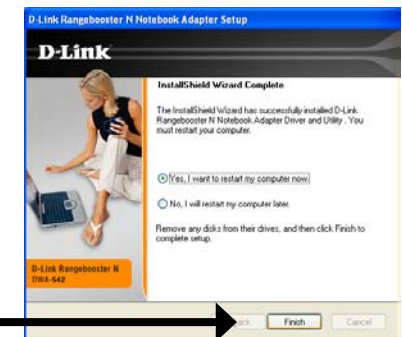 D-Link Rangebooster N Notebook Adapter Setup
D-Link
InstallShield Wizard Complete
The InstallShield Wizard has successfully installed D-Link
Rangebooster N Notebook Adapter Driver and Utility . You
must restart your computer.
Yes, I want to restart my computer now.
No, I will restart my computer later.
Remove any disks from their drives, and then click Finish to
complete setup.
D-Link Rangebooster N
DWA-542
ack Finish Cancel